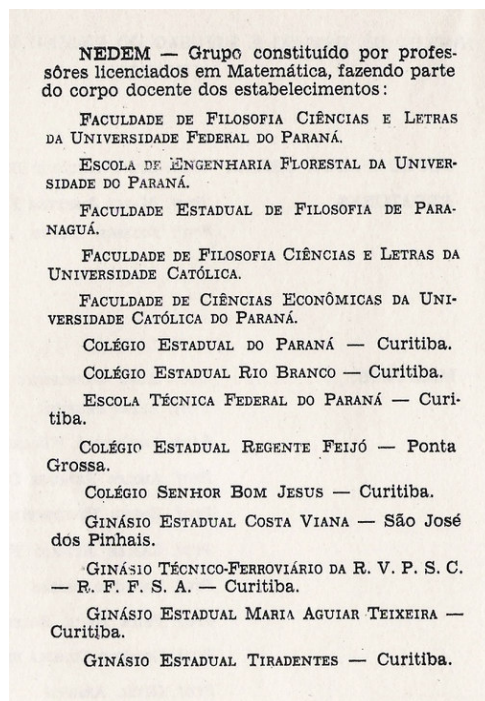 NEDEM — Grupo constituído por profes-
sôres licenciados em Matemática, fazendo parte
do corpo docente dos estabelecimentos:
FACULDADE DE FILOSOFIA CIÊNCIAS E LETRAS
DA UNIVERSIDADE FEDERAL DO PARANÁ.
ESCOLA DE ENGENHARIA FLORESTAL DA UNIVER-
SIDADE DO PARANÁ.
FACULDADE ESTADUAL DE FILOSOFIA DE PARA-
NAGUÁ.
FACULDADE DE FILOSOFIA CIÊNCIAS E LETRAS DA
UNIVERSIDADE CATÓLICA.
FACULDADE DE CIÊNCIAS ECONÔMICAS DA UNI-
VERSIDADE CATÓLICA DO PARANÁ.
COLÉGIO ESTADUAL DO PARANÁ — Curitiba.
COLÉGIO ESTADUAL RIO BRANCO — Curitiba.
ESCOLA TÉCNICA FEDERAL DO PARANÁ — Curi-
tiba.
COLÉGIO ESTADUAL REGENTE FEIJÓ — Ponta
Grossa.
COLÉGIO SENHOR BOM JESUS — Curitiba.
GINÁSIO ESTADUAL COSTA VIANA — São José
dos Pinhais.
GINÁSIO TÉCNICO-FERROVIÁRIO DA R. V. P. S. C.
— R. F. F. S. A. — Curitiba.
GINÁSIO ESTADUAL MARIA AGUIAR TEIXEIRA —
Curitiba.
GINÁSIO ESTADUAL TIRADENTES — Curitiba.